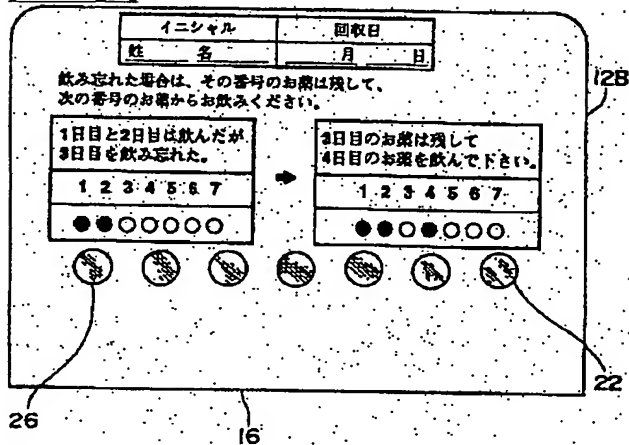 イニシャル 回収日
姓 名 月 日
飲み忘れた場合は、その番号のお薬は残して、
次の番号のお薬からお飲みください。
12B
1日目と2日目は飲んだが
3日目を飲み忘れた。
1 2 3 4 5 6 7
3日目のお薬は残して
4日目のお薬を飲んで下さい。
1 2 3 4 5 6 7
26
16
22